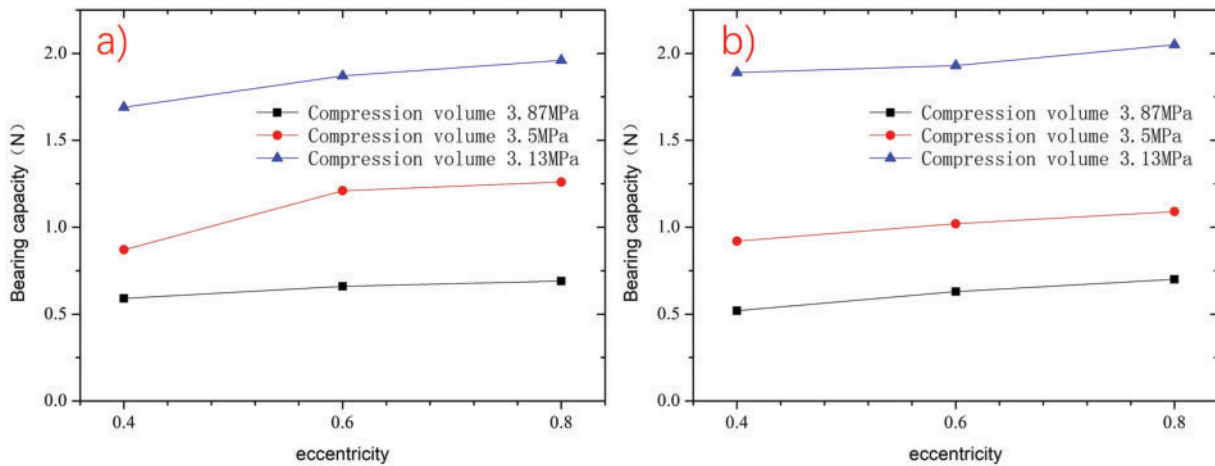 a)
2.0
1.5
1.0
0.5
0.0
Bearing capacity（N）
Compression volume 3.87MPa
Compression volume 3.5MPa
Compression volume 3.13MPa
0.4 0.6 0.8
eccentricity
b)
2.0
1.5
1.0
0.5
0.0
Bearing capacity（N）
Compression volume 3.87MPa
Compression volume 3.5MPa
Compression volume 3.13MPa
0.4 0.6 0.8
eccentricity